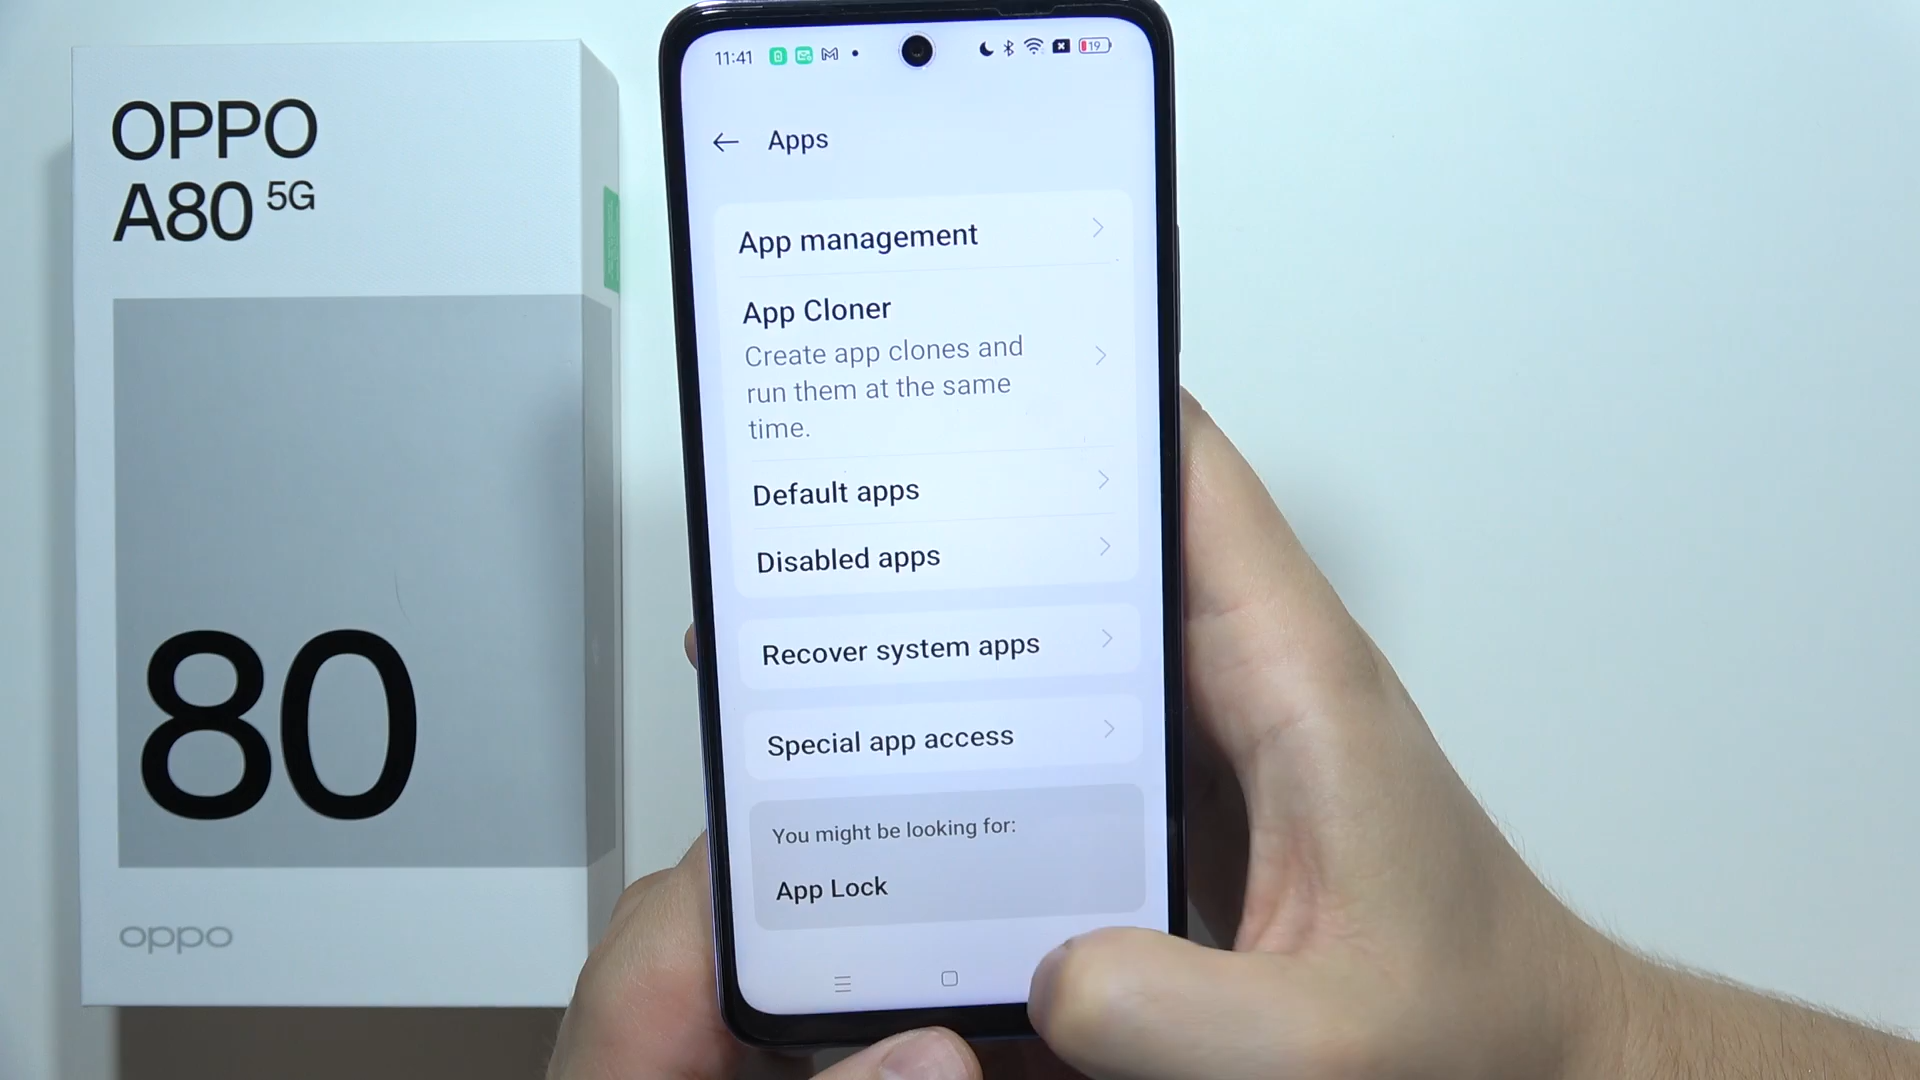 OPPO
A80 5G
80
oppo
11:41
19
Apps
App management
App Cloner
Create app clones and
run them at the same
time.
Default apps
Disabled apps
Recover system apps
Special app access
You might be looking for:
App Lock